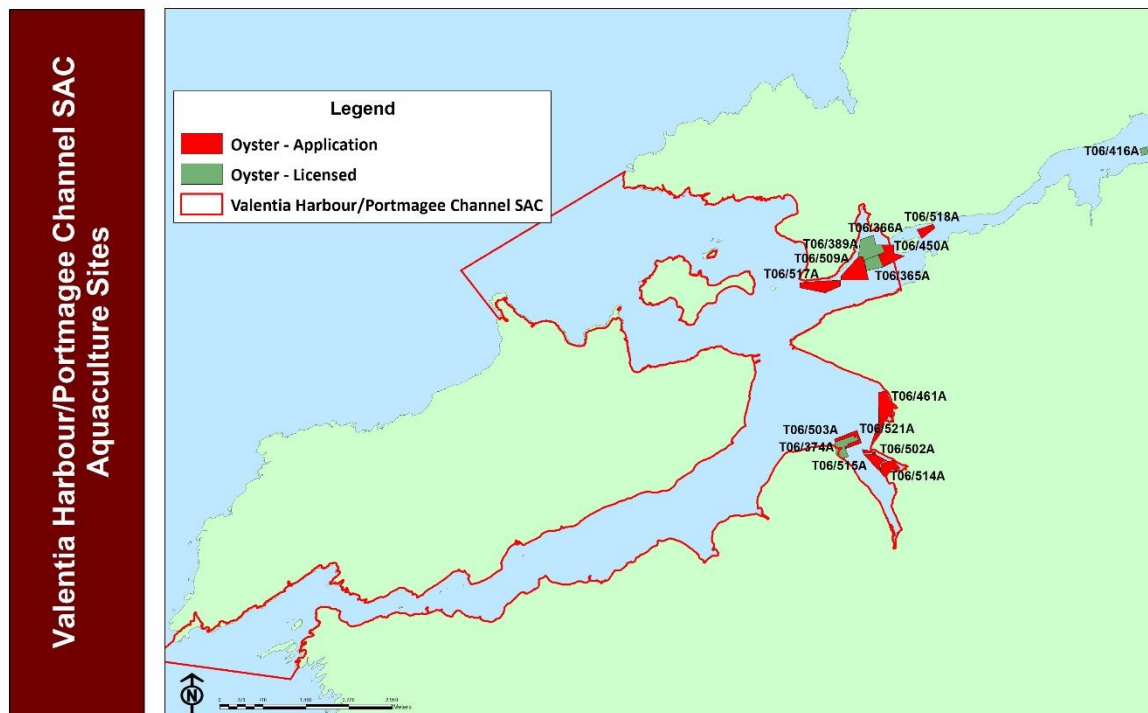 Valentia Harbour/Portmagee Channel SAC
Aquaculture Sites
Legend
Oyster - Application
Oyster - Licensed
Valentia Harbour/Portmagee Channel SAC
T06/416A
T06/518A
T06/366A
T06/389A
T06/450A
T06/509A
T06/517A
T06/365A
T06/461A
T06/503A
T06/521A
T06/374A
T06/502A
T06/515A
T06/514A
N
0
Meters